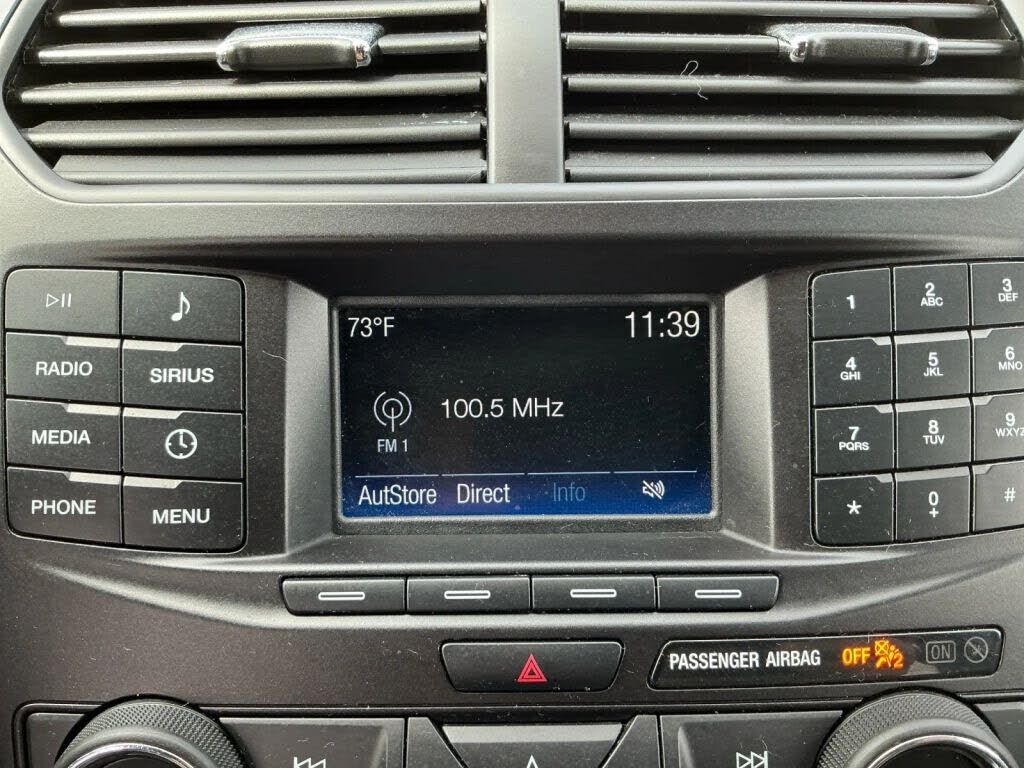 73°F 11:39
100.5 MHz
FM 1
AutStore Direct Info
RADIO
SIRIUS
MEDIA
PHONE
MENU
1
2
ABC
3
DEF
4
GHI
5
JKL
6
MNO
7
PQRS
8
TUV
9
WXYZ
*
0
+
#
PASSENGER AIRBAG OFF 2 ON